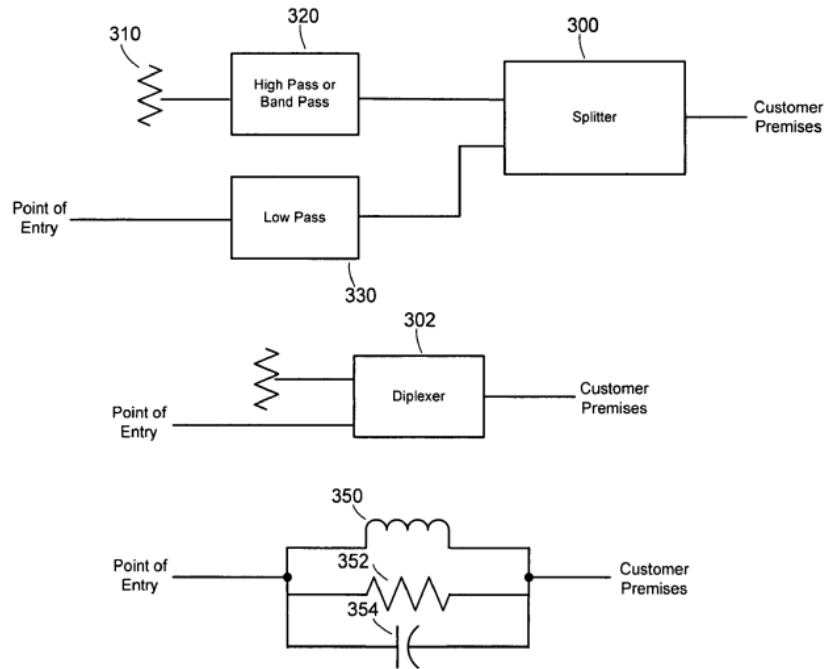 310
320
300
High Pass or
Band Pass
Splitter
Customer
Premises
Point of
Entry
Low Pass
330
302
Diplexer
Customer
Premises
Point of
Entry
350
Point of
Entry
352
Customer
Premises
354